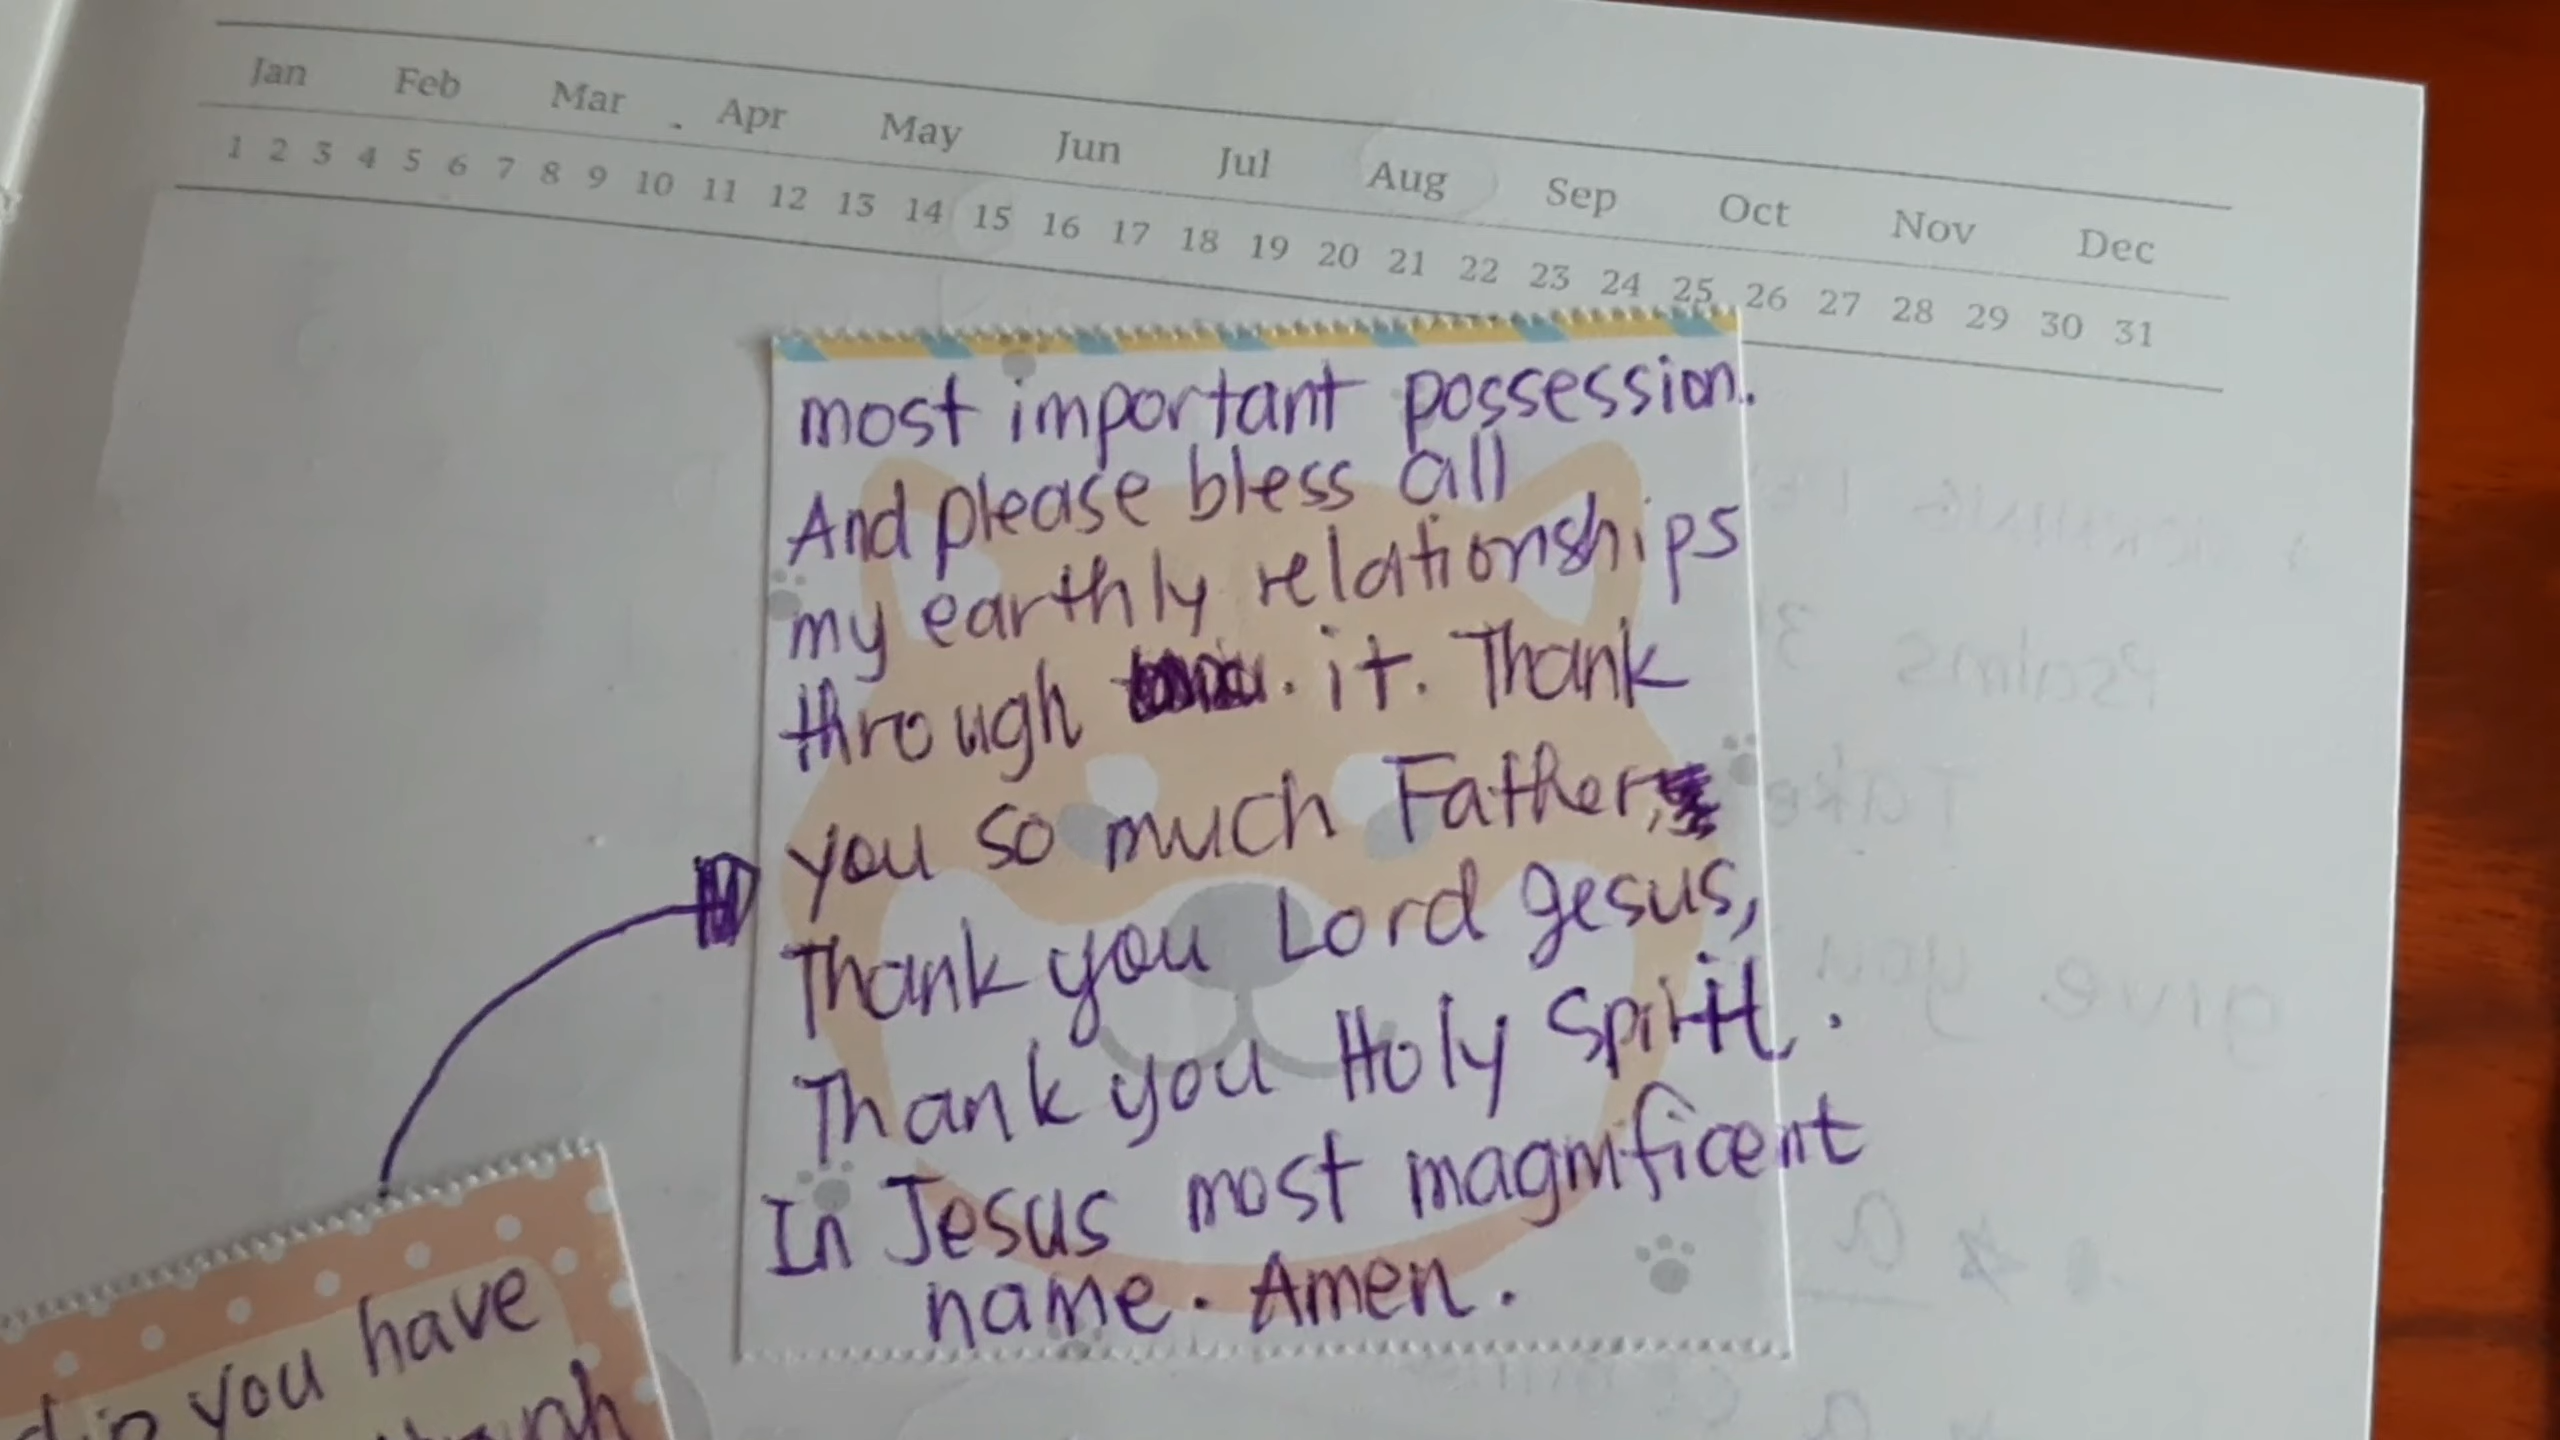 Jan Feb Mar Apr May Jun Jul Aug Sep Oct Nov Dec
1 2 3 4 5 6 7 8 9 10 11 12 13 14 15 16 17 18 19 20 21 22 23 24 25 26 27 28 29 30 31
most important possession.
And please bless all
my earthly relationships
through it. Thank
you so much Father,
Thank you Lord Jesus,
Thank you Holy Spirit.
In Jesus most magnificent
name. Amen.
you have